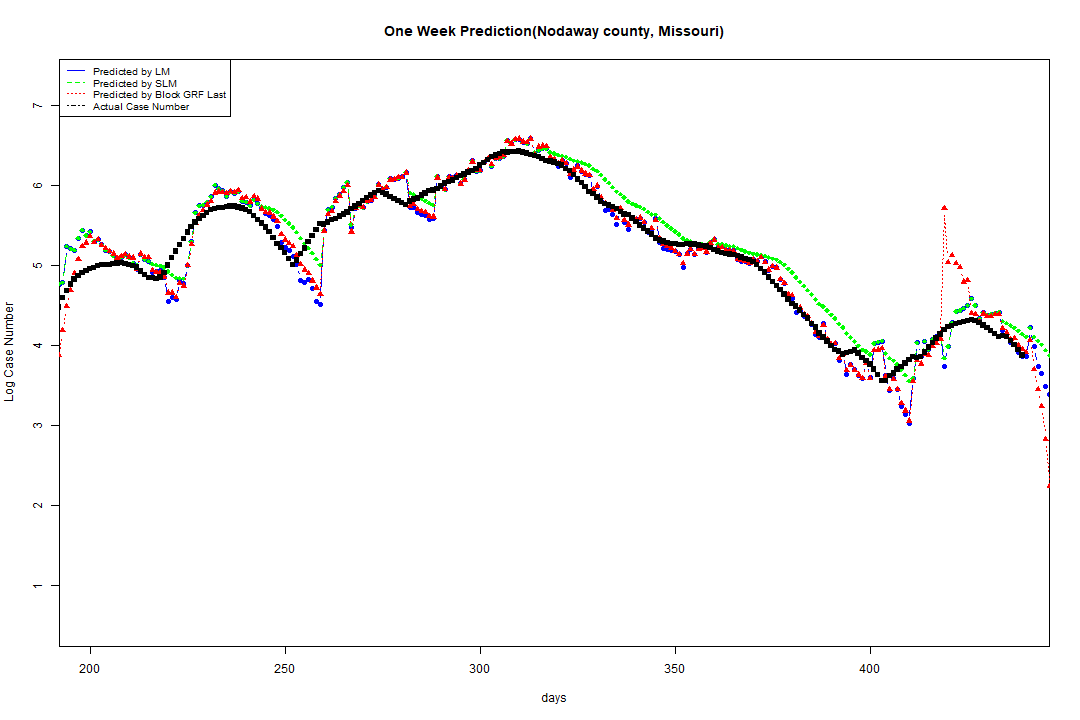 One Week Prediction(Nodaway county, Missouri)
Predicted by LM
Predicted by SLM
Predicted by Block GRF Last
Actual Case Number
7
6
5
4
3
2
1
Log Case Number
200 250 300 350 400
days